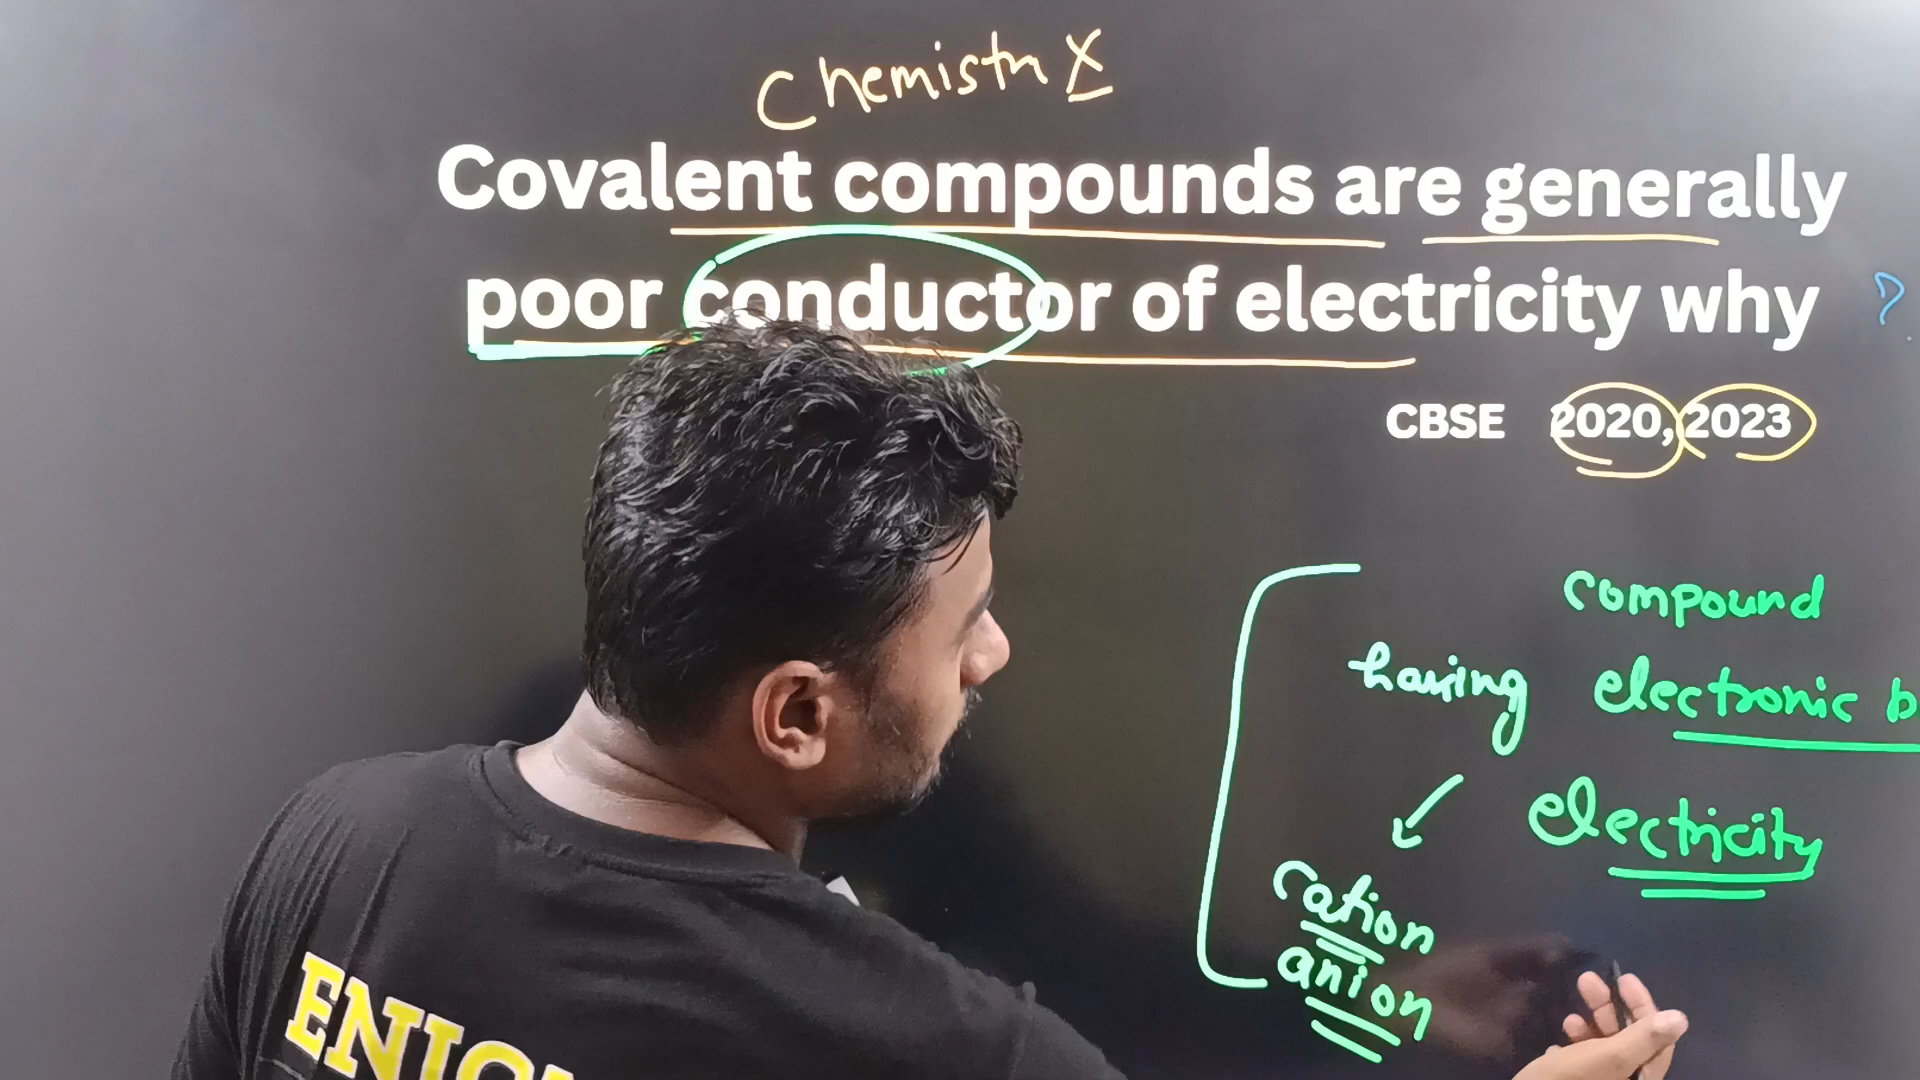 Chemistry X
Covalent compounds are generally
poor conductor of electricity why ?
CBSE 2020, 2023
compound
having electronic b
electricity
cation
anion